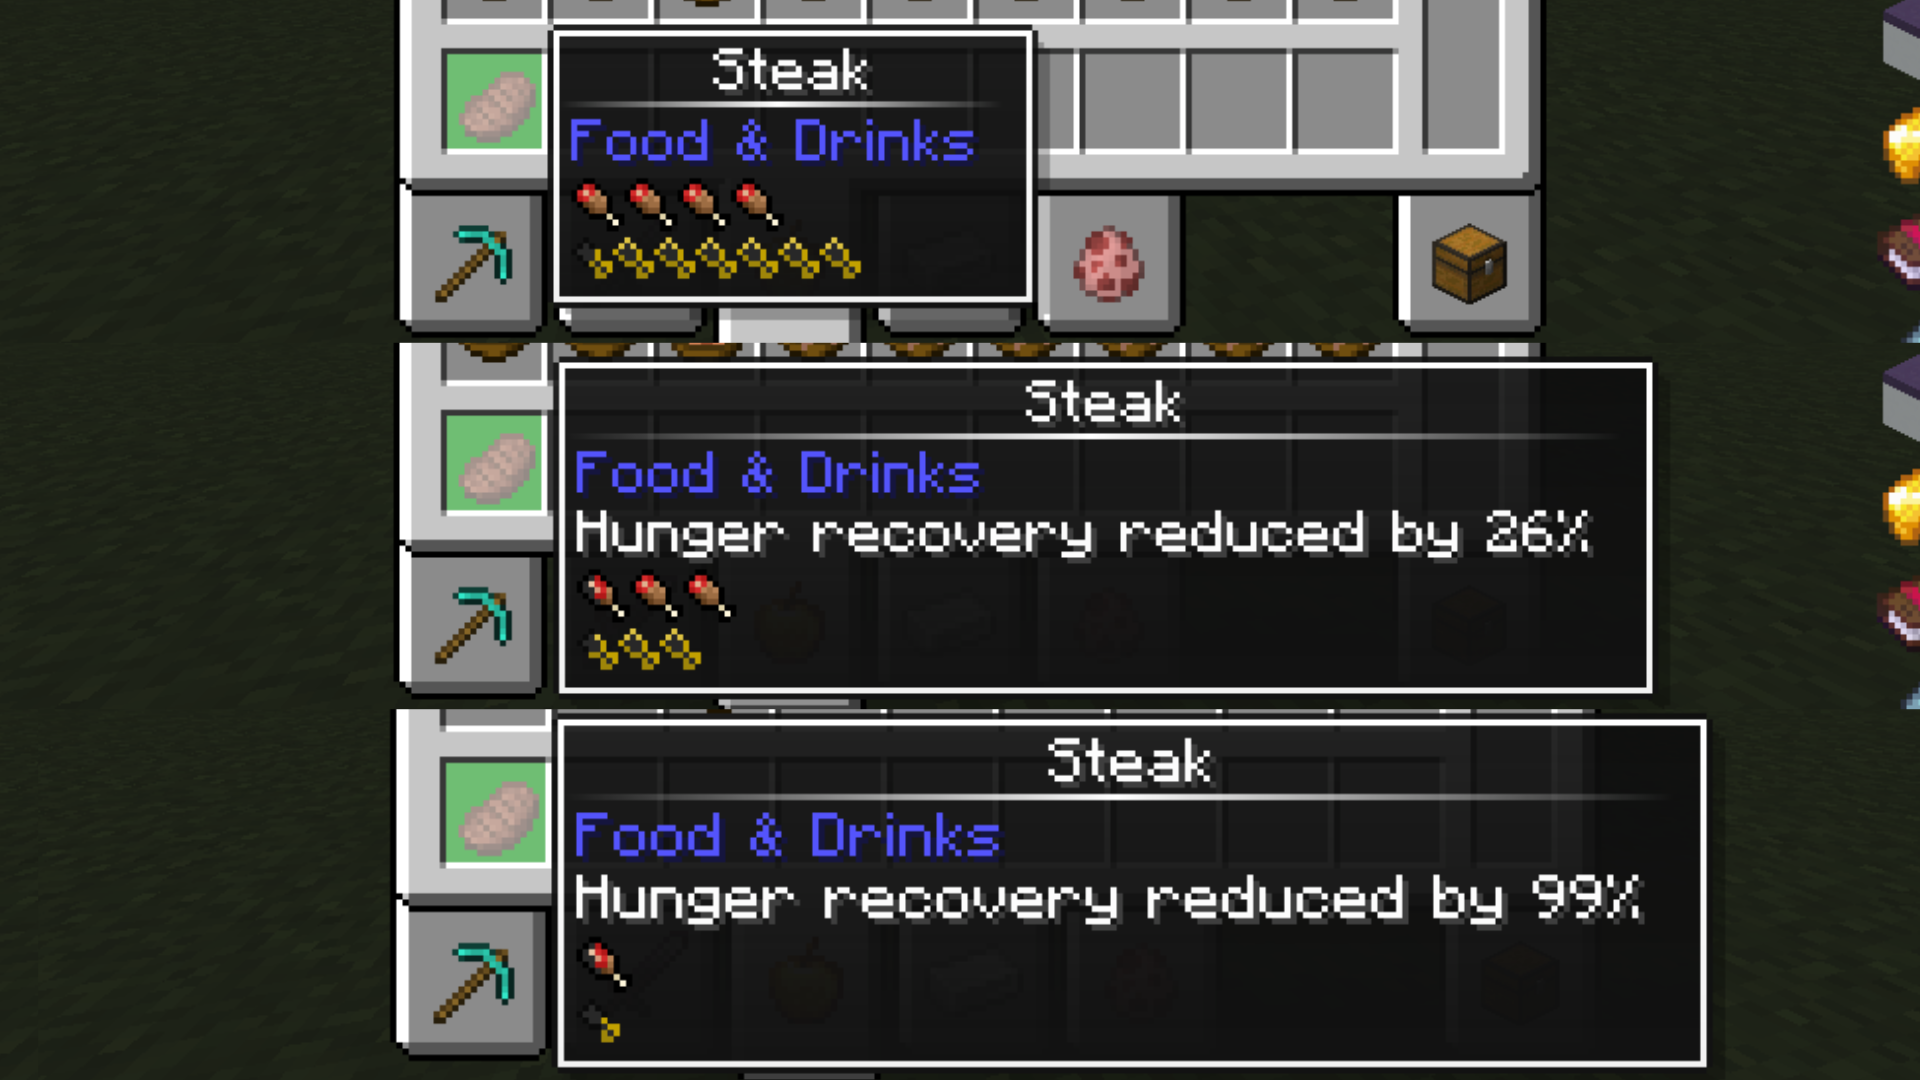 Steak
Food & Drinks
Steak
Food & Drinks
Hunger recovery reduced by 26%
Steak
Food & Drinks
Hunger recovery reduced by 99%